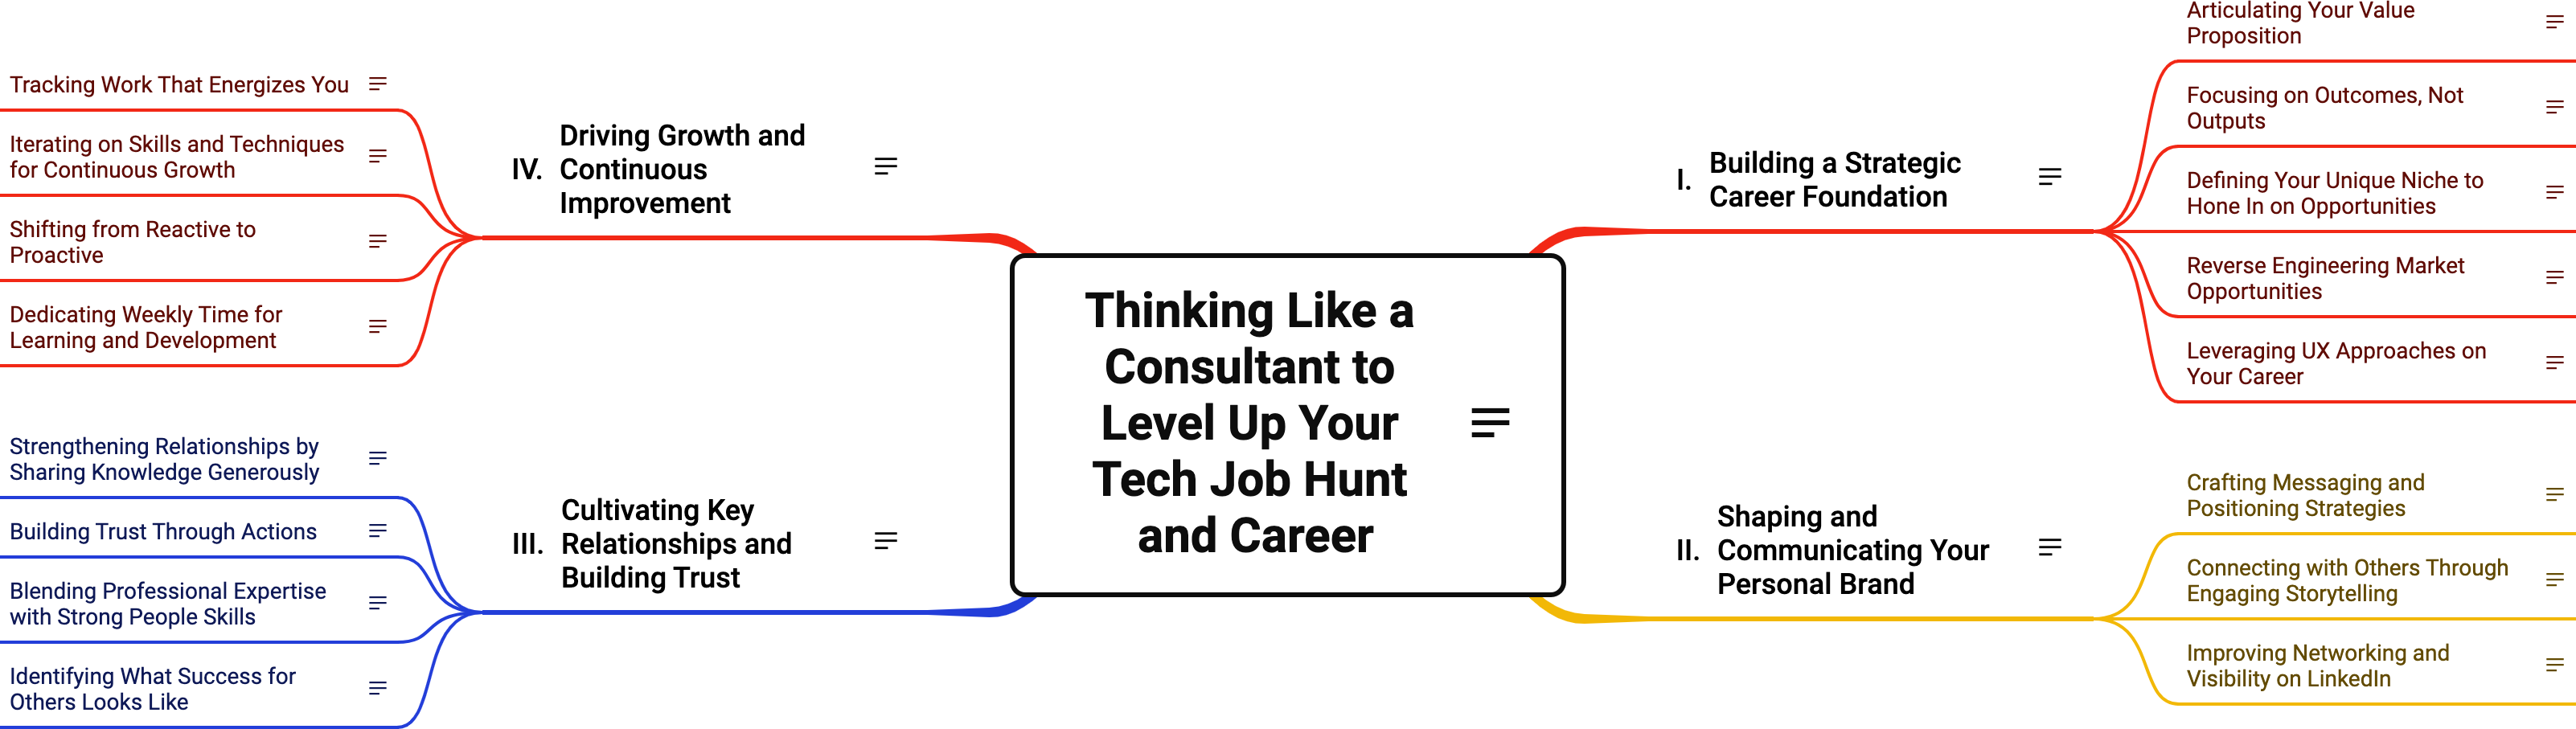 Thinking Like a
Consultant to
Level Up Your
Tech Job Hunt
and Career
I. Building a Strategic
Career Foundation
Articulating Your Value
Proposition
Focusing on Outcomes, Not
Outputs
Defining Your Unique Niche to
Hone In on Opportunities
Reverse Engineering Market
Opportunities
Leveraging UX Approaches on
Your Career
II. Shaping and
Communicating Your
Personal Brand
Crafting Messaging and
Positioning Strategies
Connecting with Others Through
Engaging Storytelling
Improving Networking and
Visibility on LinkedIn
III. Cultivating Key
Relationships and
Building Trust
Strengthening Relationships by
Sharing Knowledge Generously
Building Trust Through Actions
Blending Professional Expertise
with Strong People Skills
Identifying What Success for
Others Looks Like
IV. Driving Growth and
Continuous
Improvement
Tracking Work That Energizes You
Iterating on Skills and Techniques
for Continuous Growth
Shifting from Reactive to
Proactive
Dedicating Weekly Time for
Learning and Development